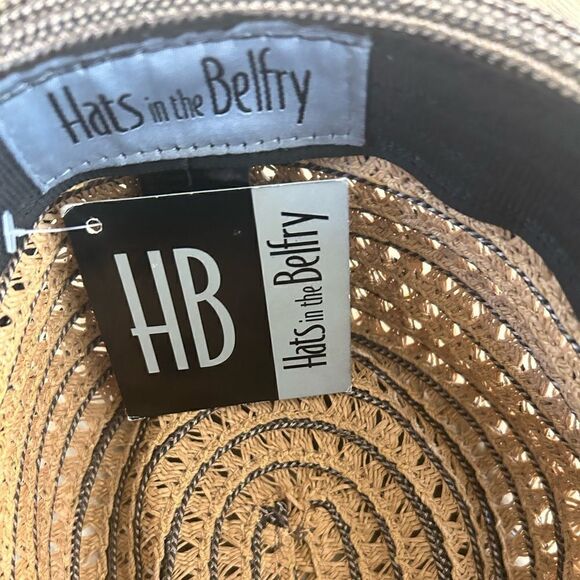 Hats in the Belfry
HB
Hats in the Belfry